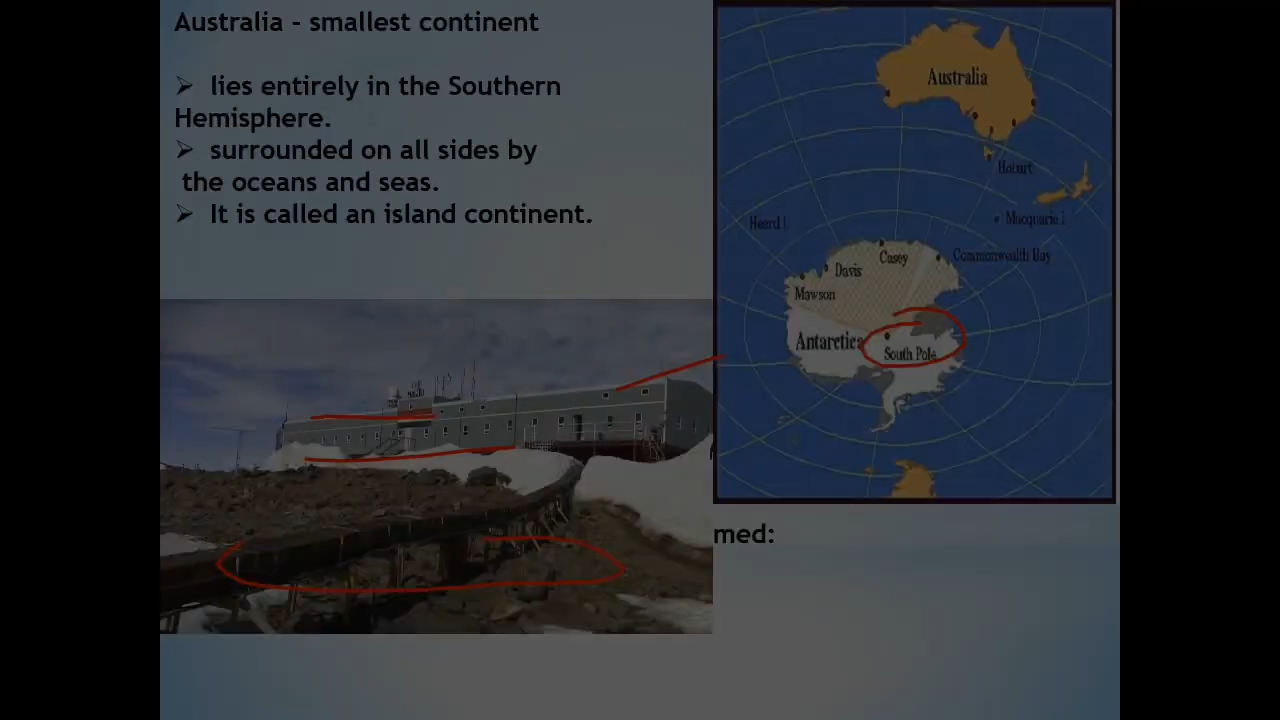 Australia - smallest continent
➢ lies entirely in the Southern
Hemisphere.
➢ surrounded on all sides by
the oceans and seas.
➢ It is called an island continent.
Australia
Hobart
Macquarie i
Heard I
Commonwealth Bay
Casey
Davis
Mawson
Antarctica
South Pole
med: